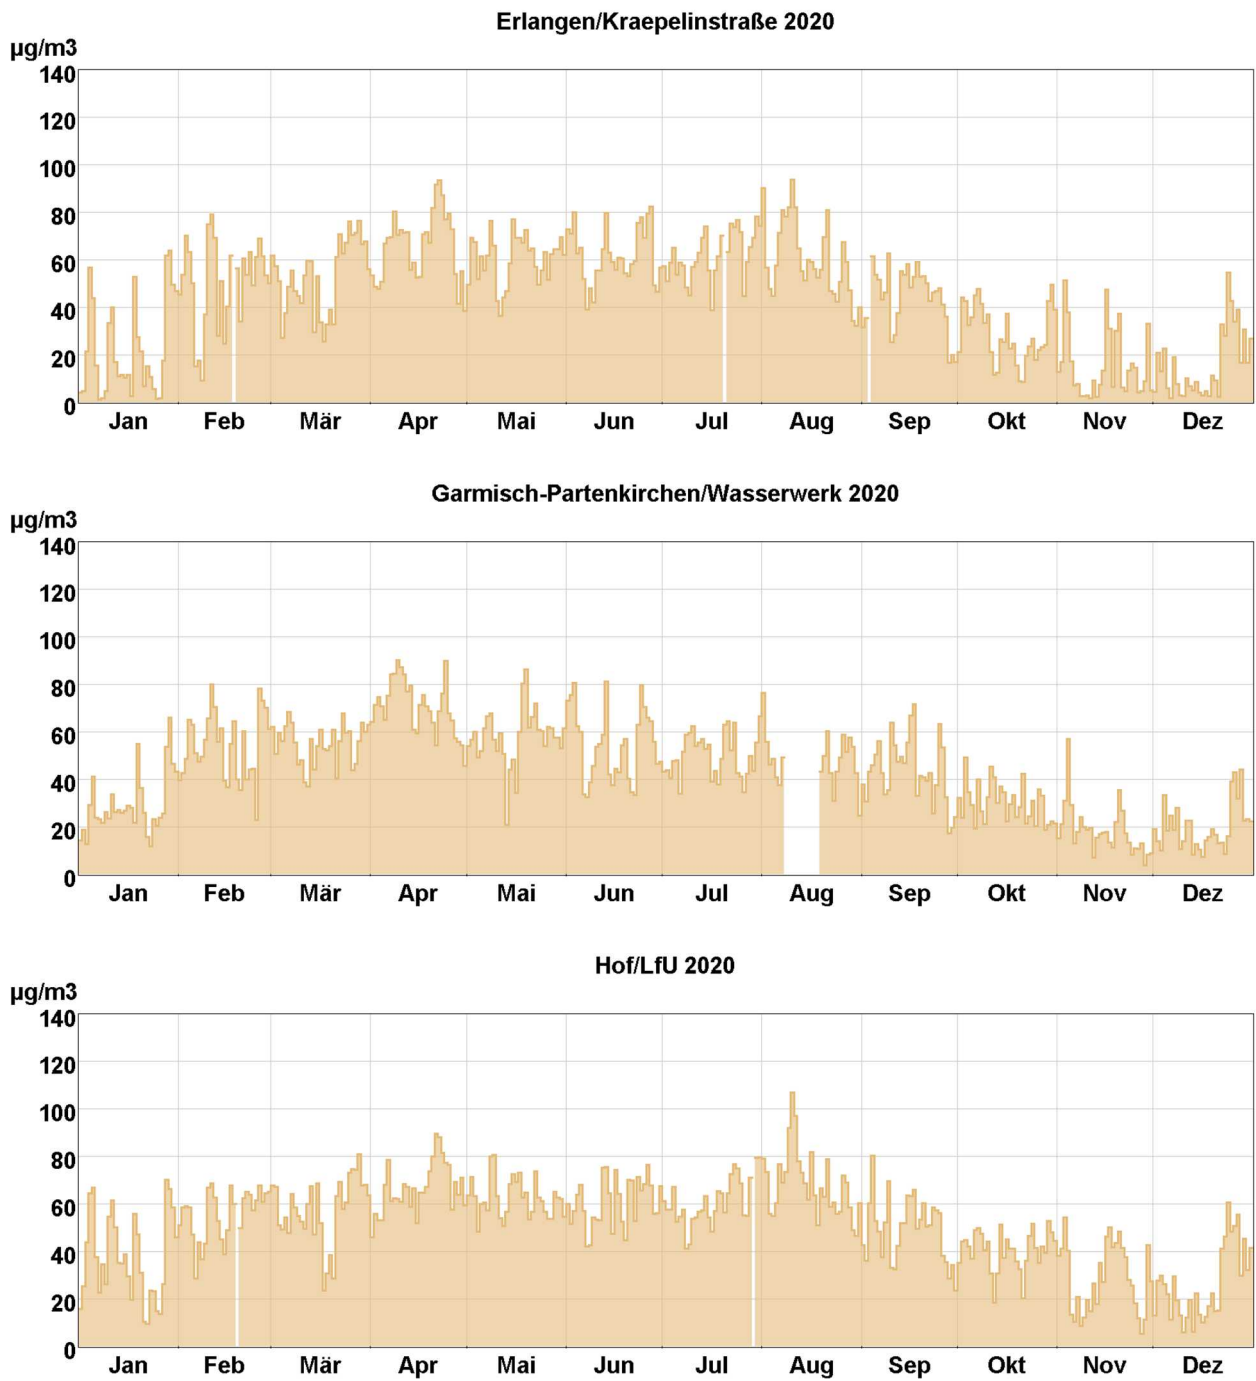 Erlangen/Kraepelinstraße 2020
µg/m3
140
120
100
80
60
40
20
0
Jan Feb Mär Apr Mai Jun Jul Aug Sep Okt Nov Dez
Garmisch-Partenkirchen/Wasserwerk 2020
µg/m3
140
120
100
80
60
40
20
0
Jan Feb Mär Apr Mai Jun Jul Aug Sep Okt Nov Dez
Hof/LfU 2020
µg/m3
140
120
100
80
60
40
20
0
Jan Feb Mär Apr Mai Jun Jul Aug Sep Okt Nov Dez